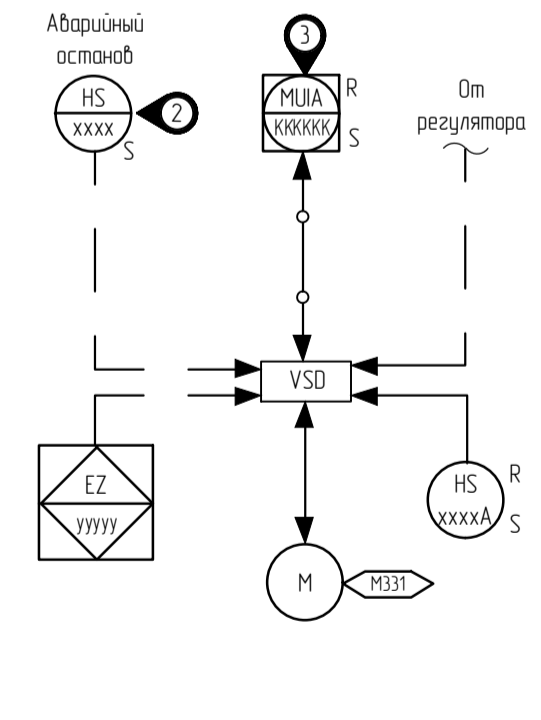 Аварийный
останов
HS
xxxx
S
2
3
MUIA
KKKKKK
R
S
От
регулятора
VSD
EZ
yyyyy
HS
xxxxA
R
S
M
M331